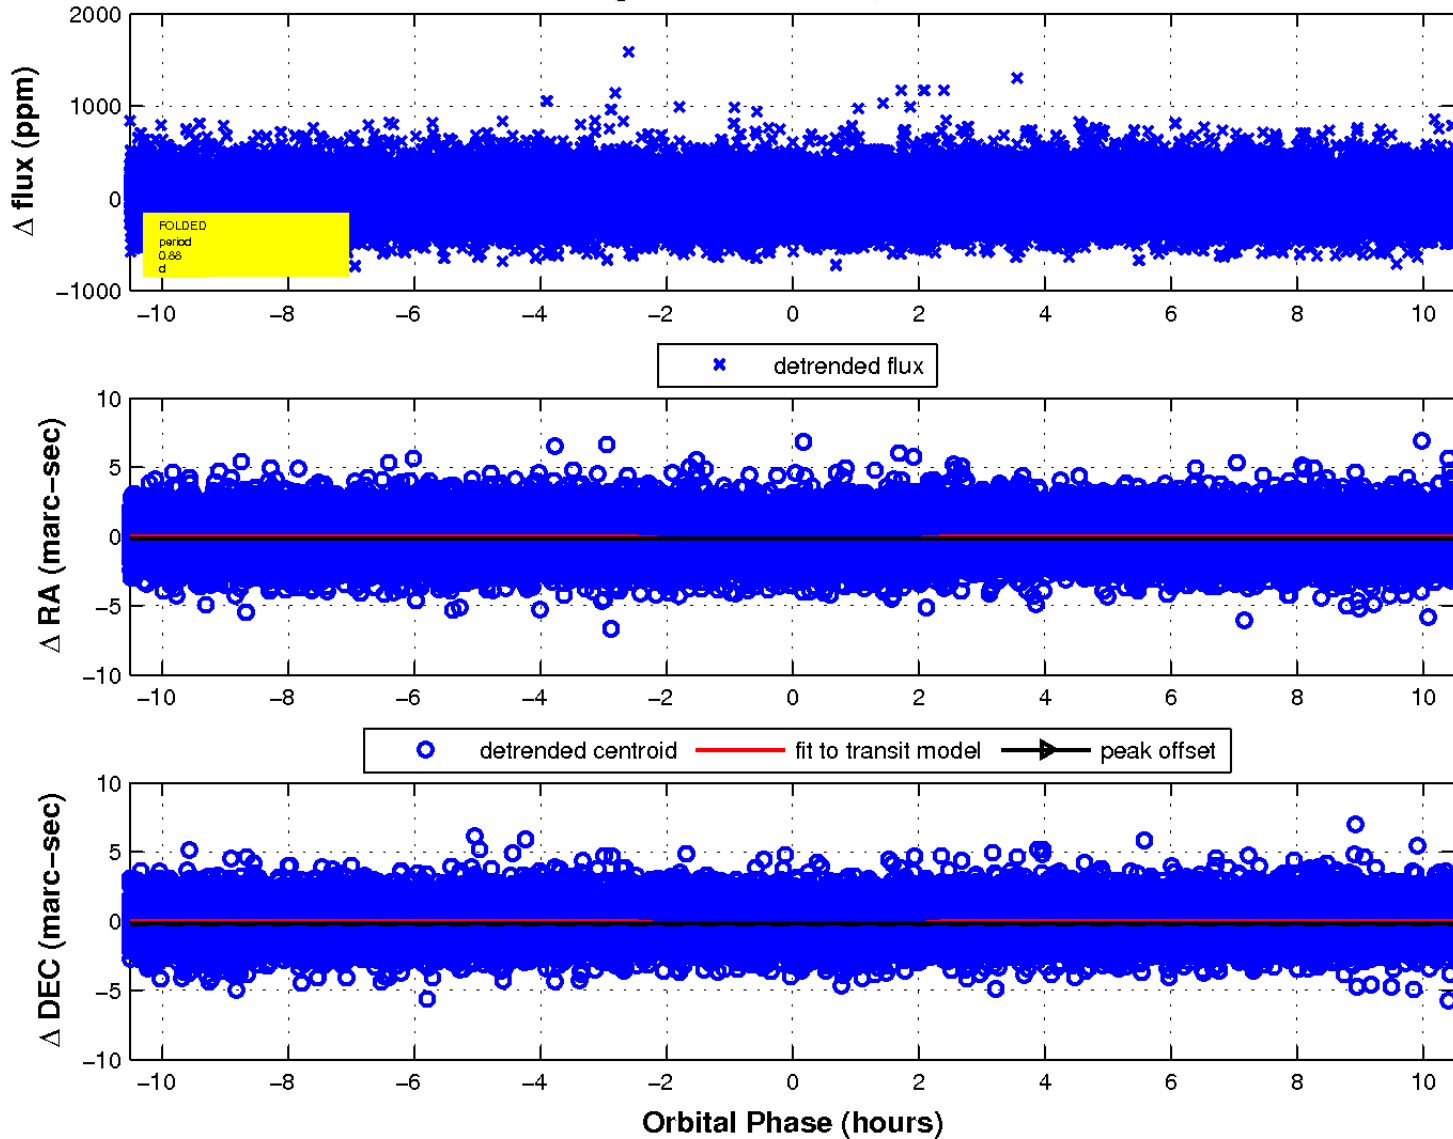 2000
1000
0
−1000
Δ flux (ppm)
FOLDED
period
0.88
d
−10 −8 −6 −4 −2 0 2 4 6 8 10
detrended flux
10
5
0
−5
−10
Δ RA (marc−sec)
−10 −8 −6 −4 −2 0 2 4 6 8 10
detrended centroid fit to transit model peak offset
10
5
0
−5
−10
Δ DEC (marc−sec)
−10 −8 −6 −4 −2 0 2 4 6 8 10
Orbital Phase (hours)